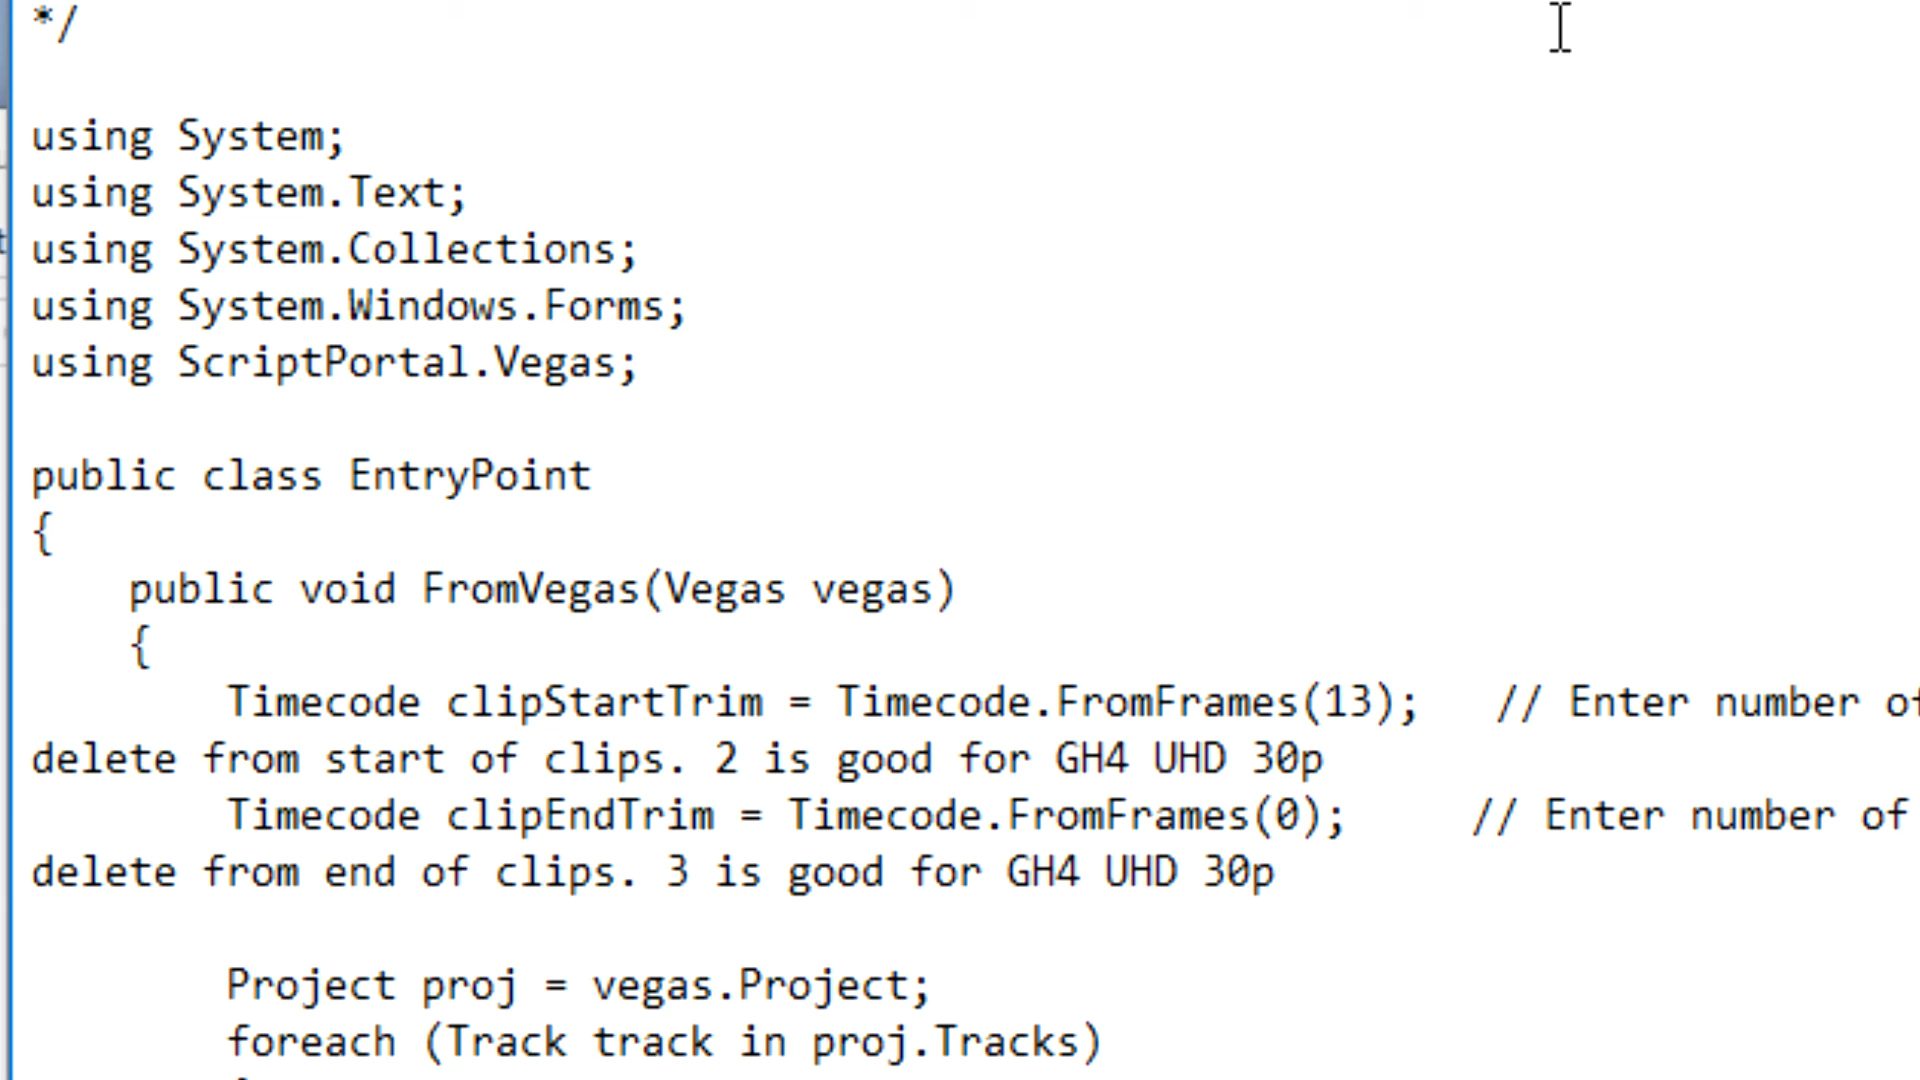 */
using System;
using System.Text;
using System.Collections;
using System.Windows.Forms;
using ScriptPortal.Vegas;
public class EntryPoint
{
public void FromVegas(Vegas vegas)
{
Timecode clipStartTrim = Timecode.FromFrames(13); // Enter number of
delete from start of clips. 2 is good for GH4 UHD 30p
Timecode clipEndTrim = Timecode.FromFrames(0); // Enter number of
delete from end of clips. 3 is good for GH4 UHD 30p
Project proj = vegas.Project;
foreach (Track track in proj.Tracks)